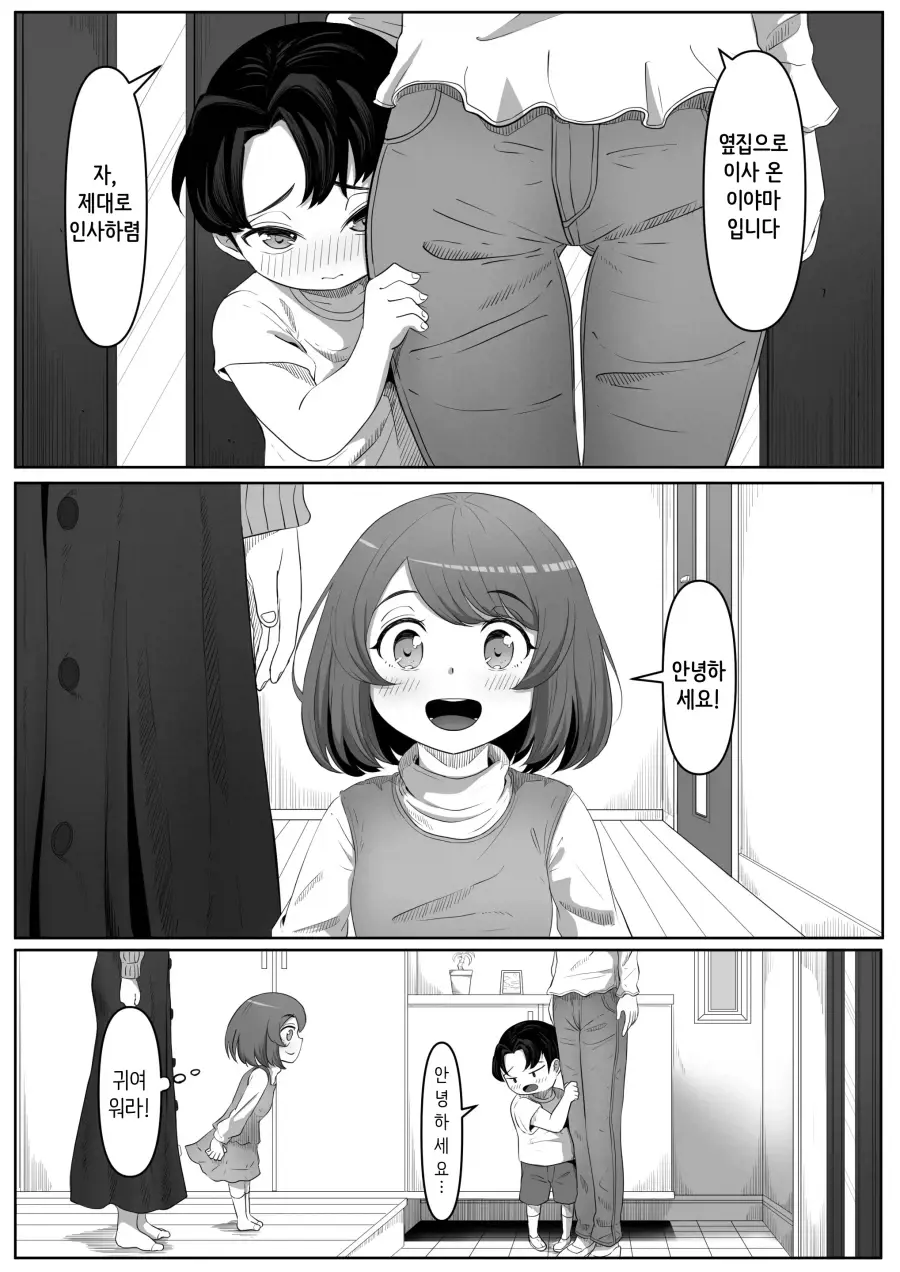 옆집으로
이사 온
이야마
입니다
자,
제대로
인사하렴
안녕하
세요!
귀여
워라!
안
녕
하
세
요
…